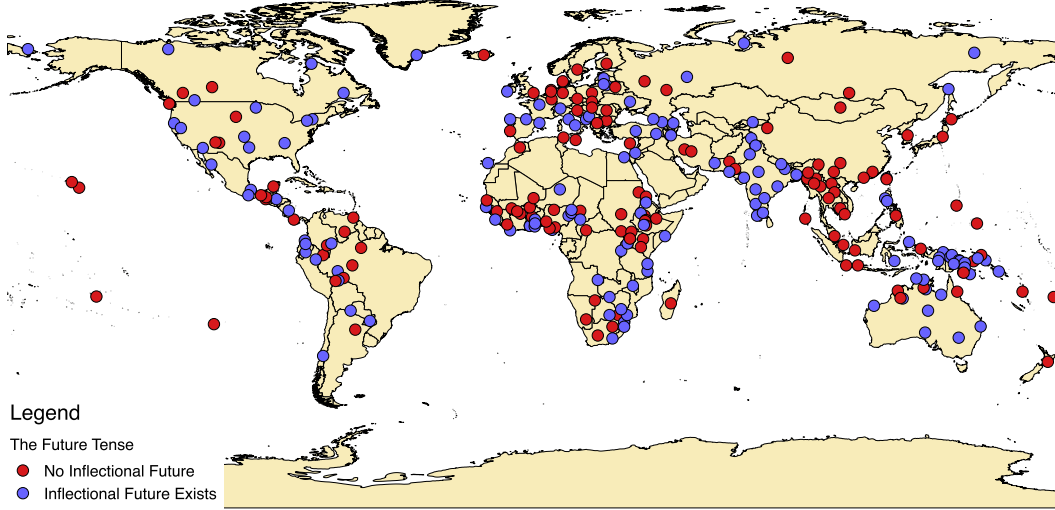 Legend
The Future Tense
No Inflectional Future
Inflectional Future Exists